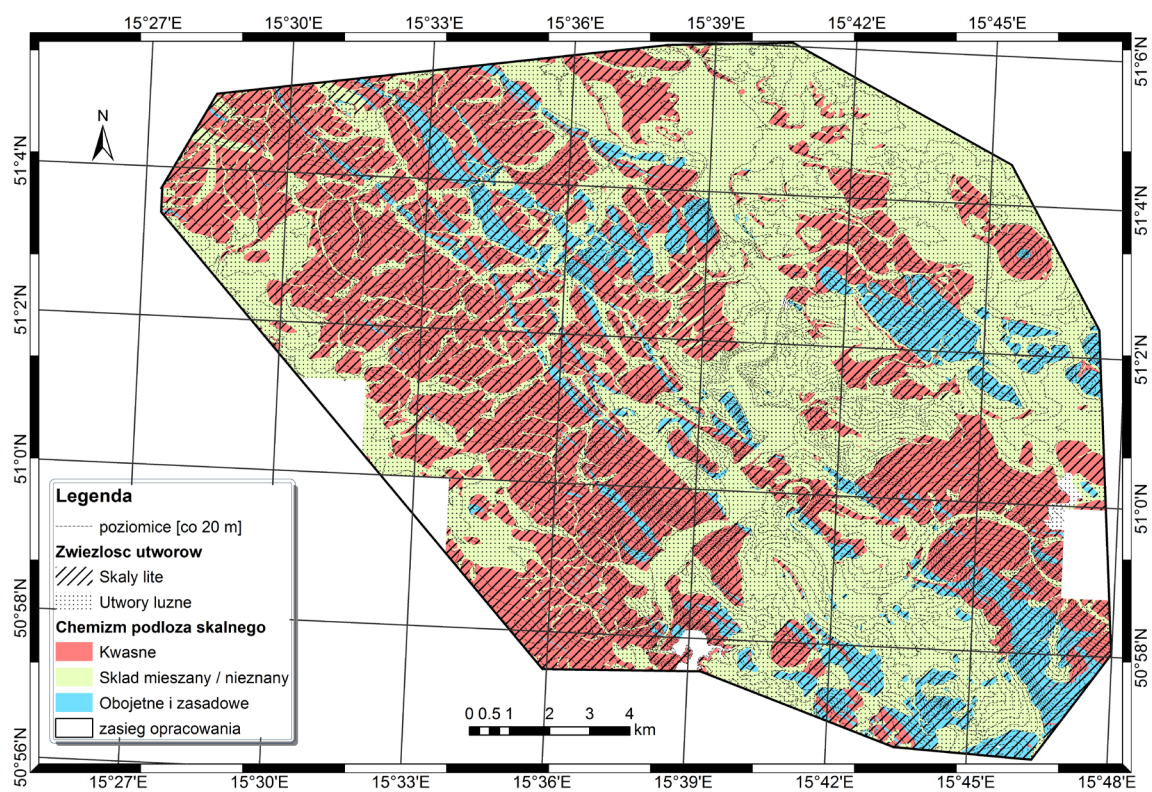 15°27'E 15°30'E 15°33'E 15°36'E 15°39'E 15°42'E 15°45'E
51°6'N
N
51°4'N
51°4'N
51°2'N
51°2'N
51°0'N
51°0'N
50°58'N
50°58'N
50°56'N
Legenda
poziomice [co 20 m]
Zwiezlosc utworow
Skaly lite
Utwory luzne
Chemizm podloza skalnego
Kwasne
Sklad mieszany / nieznany
Obojetne i zasadowe
zasieg opracowania
0 0.5 1 2 3 4
km
15°27'E 15°30'E 15°33'E 15°36'E 15°39'E 15°42'E 15°45'E 15°48'E